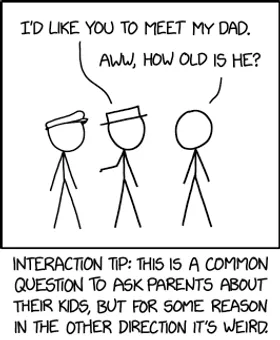 I'D LIKE YOU TO MEET MY DAD.
AWW, HOW OLD IS HE?
INTERACTION TIP: THIS IS A COMMON
QUESTION TO ASK PARENTS ABOUT
THEIR KIDS, BUT FOR SOME REASON
IN THE OTHER DIRECTION IT'S WEIRD.